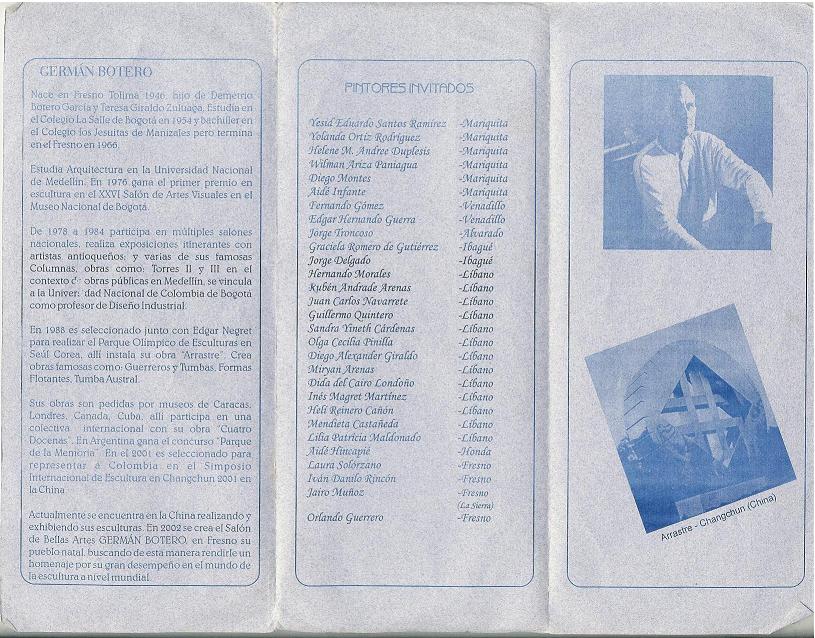 GERMÁN BOTERO
Nace en Fresno Tolima 1946, hijo de Demetrio
Botero García y Teresa Giraldo Zuluaga, Estudia en
el Colegio La Salle de Bogotá en 1954 y bachiller en
el Colegio los Jesuitas de Manizales pero termina
en el Fresno en 1966.
Estudia Arquitectura en la Universidad Nacional
de Medellín. En 1976 gana el primer premio en
escultura en el XXVI Salón de Artes Visuales en el
Museo Nacional de Bogotá.
De 1978 a 1984 participa en múltiples salones
nacionales, realiza exposiciones itinerantes con
artistas antioqueños; y varias de sus famosas
Columnas, obras como: Torres II y III en el
contexto d obras públicas en Medellín, se vincula
a la Univer dad Nacional de Colombia de Bogotá
como profesor de Diseño Industrial.
En 1988 es seleccionado junto con Edgar Negret
para realizar el Parque Olímpico de Esculturas en
Seúl Corea, allí instala su obra "Arrastre". Crea
obras famosas como: Guerreros y Tumbas, Formas
Flotantes, Tumba Austral.
Sus obras son pedidas por museos de Caracas,
Londres, Canada, Cuba, allí participa en una
colectiva internacional con su obra "Cuatro
Docenas". En Argentina gana el concurso "Parque
de la Memoria". En el 2001 es seleccionado para
representar a Colombia en el Simposio
Internacional de Escultura en Changchun 2001 en
la China.
Actualmente se encuentra en la China realizando y
exhibiendo sus esculturas. En 2002 se crea el Salón
de Bellas Artes GERMÁN BOTERO, en Fresno su
pueblo natal, buscando de esta manera rendirle un
homenaje por su gran desempeño en el mundo de
la escultura a nivel mundial.
PINTORES INVITADOS
Yesid Eduardo Santos Ramírez -Mariquita
Yolanda Ortiz Rodríguez -Mariquita
Helene M. Andree Duplesis -Mariquita
Wilman Ariza Paniagua -Mariquita
Diego Montes -Mariquita
Aidé Infante -Mariquita
Fernando Gómez -Venadillo
Edgar Hernando Guerra -Venadillo
Jorge Troncoso -Alvarado
Graciela Romero de Gutiérrez -Ibagué
Jorge Delgado -Ibagué
Hernando Morales -Líbano
Rubén Andrade Arenas -Líbano
Juan Carlos Navarrete -Líbano
Guillermo Quintero -Líbano
Sandra Yineth Cárdenas -Líbano
Olga Cecilia Pinilla -Líbano
Diego Alexander Giraldo -Líbano
Miryan Arenas -Líbano
Dida del Cairo Londoño -Líbano
Inés Magret Martínez -Líbano
Helí Reinero Cañón -Líbano
Mendieta Castañeda -Líbano
Lilia Patricia Maldonado -Líbano
Aidé Hincapié -Honda
Laura Solórzano -Fresno
Iván Danilo Rincón -Fresno
Jairo Muñoz -Fresno
(La Sierra)
Orlando Guerrero -Fresno
Arrastre - Changchun (China)